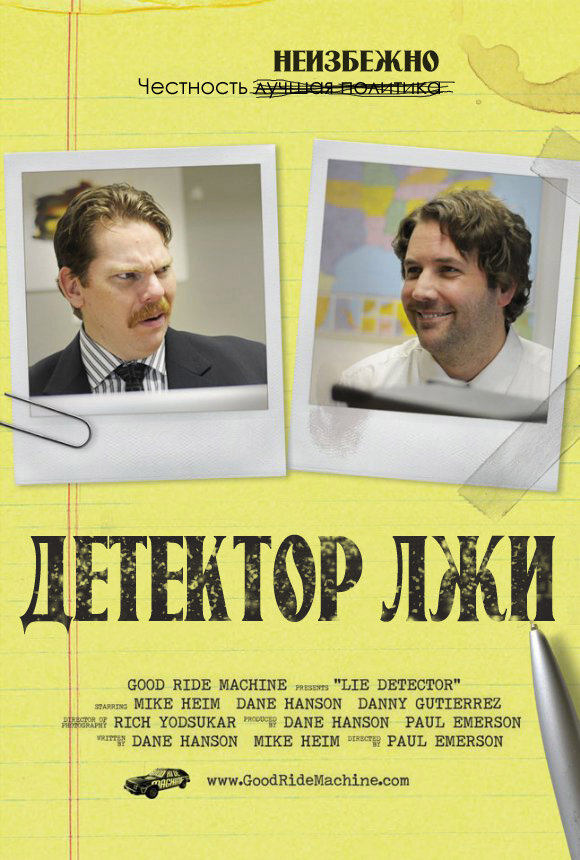 НЕИЗБЕЖНО
Честность лучшая политика
ДЕТЕКТОР ЛЖИ
GOOD RIDE MACHINE PRESENTS "LIE DETECTOR"
STARRING MIKE HEIM DANE HANSON DANNY GUTIERREZ
DIRECTOR OF PHOTOGRAPHY RICH YODSUKAR PRODUCED BY DANE HANSON PAUL EMERSON
WRITTEN BY DANE HANSON MIKE HEIM DIRECTED BY PAUL EMERSON
MACHINE
www.GoodRideMachine.com